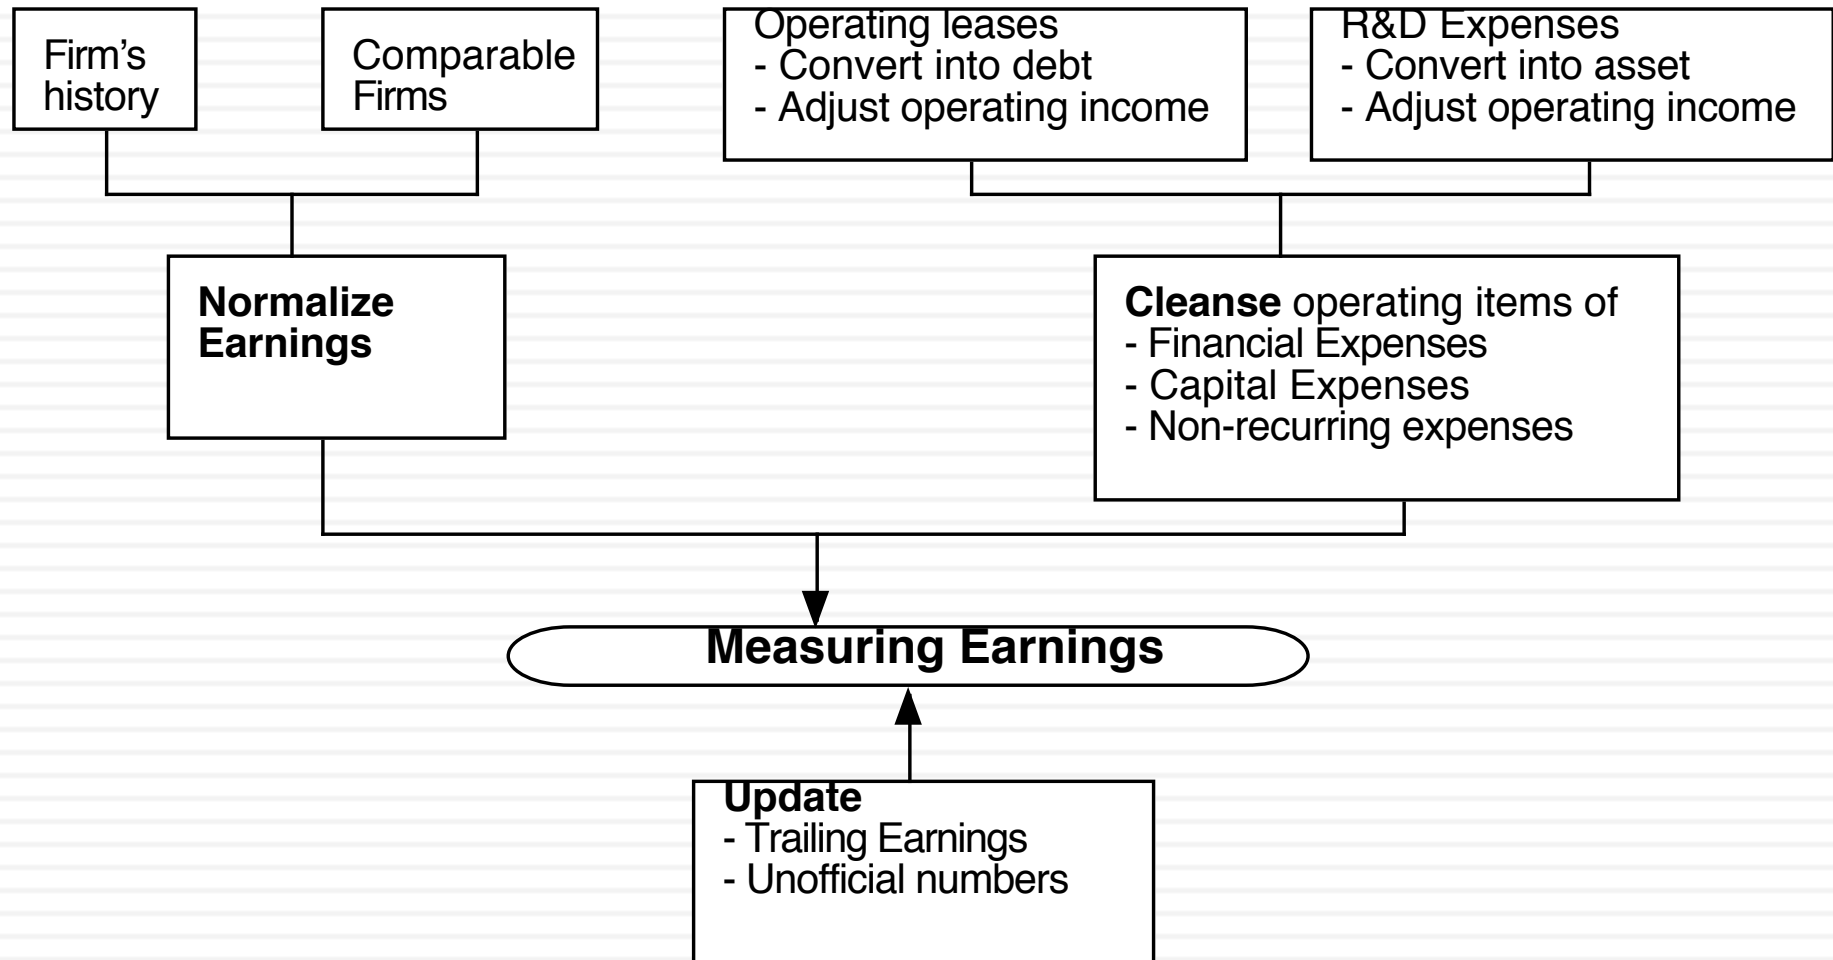 Firm’s
history
Comparable
Firms
Operating leases
- Convert into debt
- Adjust operating income
R&D Expenses
- Convert into asset
- Adjust operating income
Normalize
Earnings
Cleanse operating items of
- Financial Expenses
- Capital Expenses
- Non-recurring expenses
Measuring Earnings
Update
- Trailing Earnings
- Unofficial numbers